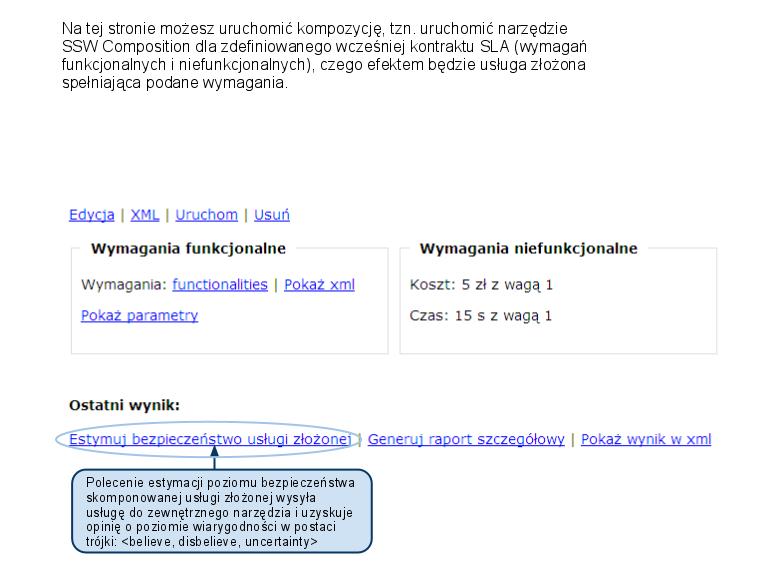 Na tej stronie możesz uruchomić kompozycję, tzn. uruchomić narzędzie
SSW Composition dla zdefiniowanego wcześniej kontraktu SLA (wymagań
funkcjonalnych i niefunkcjonalnych), czego efektem będzie usługa złożona
spełniająca podane wymagania.
Edycja | XML | Uruchom | Usuń
Wymagania funkcjonalne
Wymagania: functionalities | Pokaż xml
Pokaż parametry
Wymagania niefunkcjonalne
Koszt: 5 zł z wagą 1
Czas: 15 s z wagą 1
Ostatni wynik:
Estymuj bezpieczeństwo usługi złożonej | Generuj raport szczegółowy | Pokaż wynik w xml
Polecenie estymacji poziomu bezpieczeństwa
skomponowanej usługi złożonej wysyła
usługę do zewnętrznego narzędzia i uzyskuje
opinię o poziomie wiarygodności w postaci
trójki: <believe, disbelieve, uncertainty>